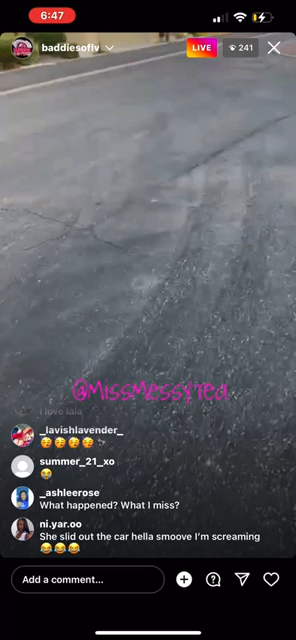 6:47
baddiesoflv
LIVE
241
@MissMessyTea
i love lala
_lavishlavender_
🥳🥳🥳🥳
summer_21_xo
😭
_ashleerose
What happened? What I miss?
ni.yar.oo
She slid out the car hella smoove I'm screaming
😂😂😂
Add a comment...